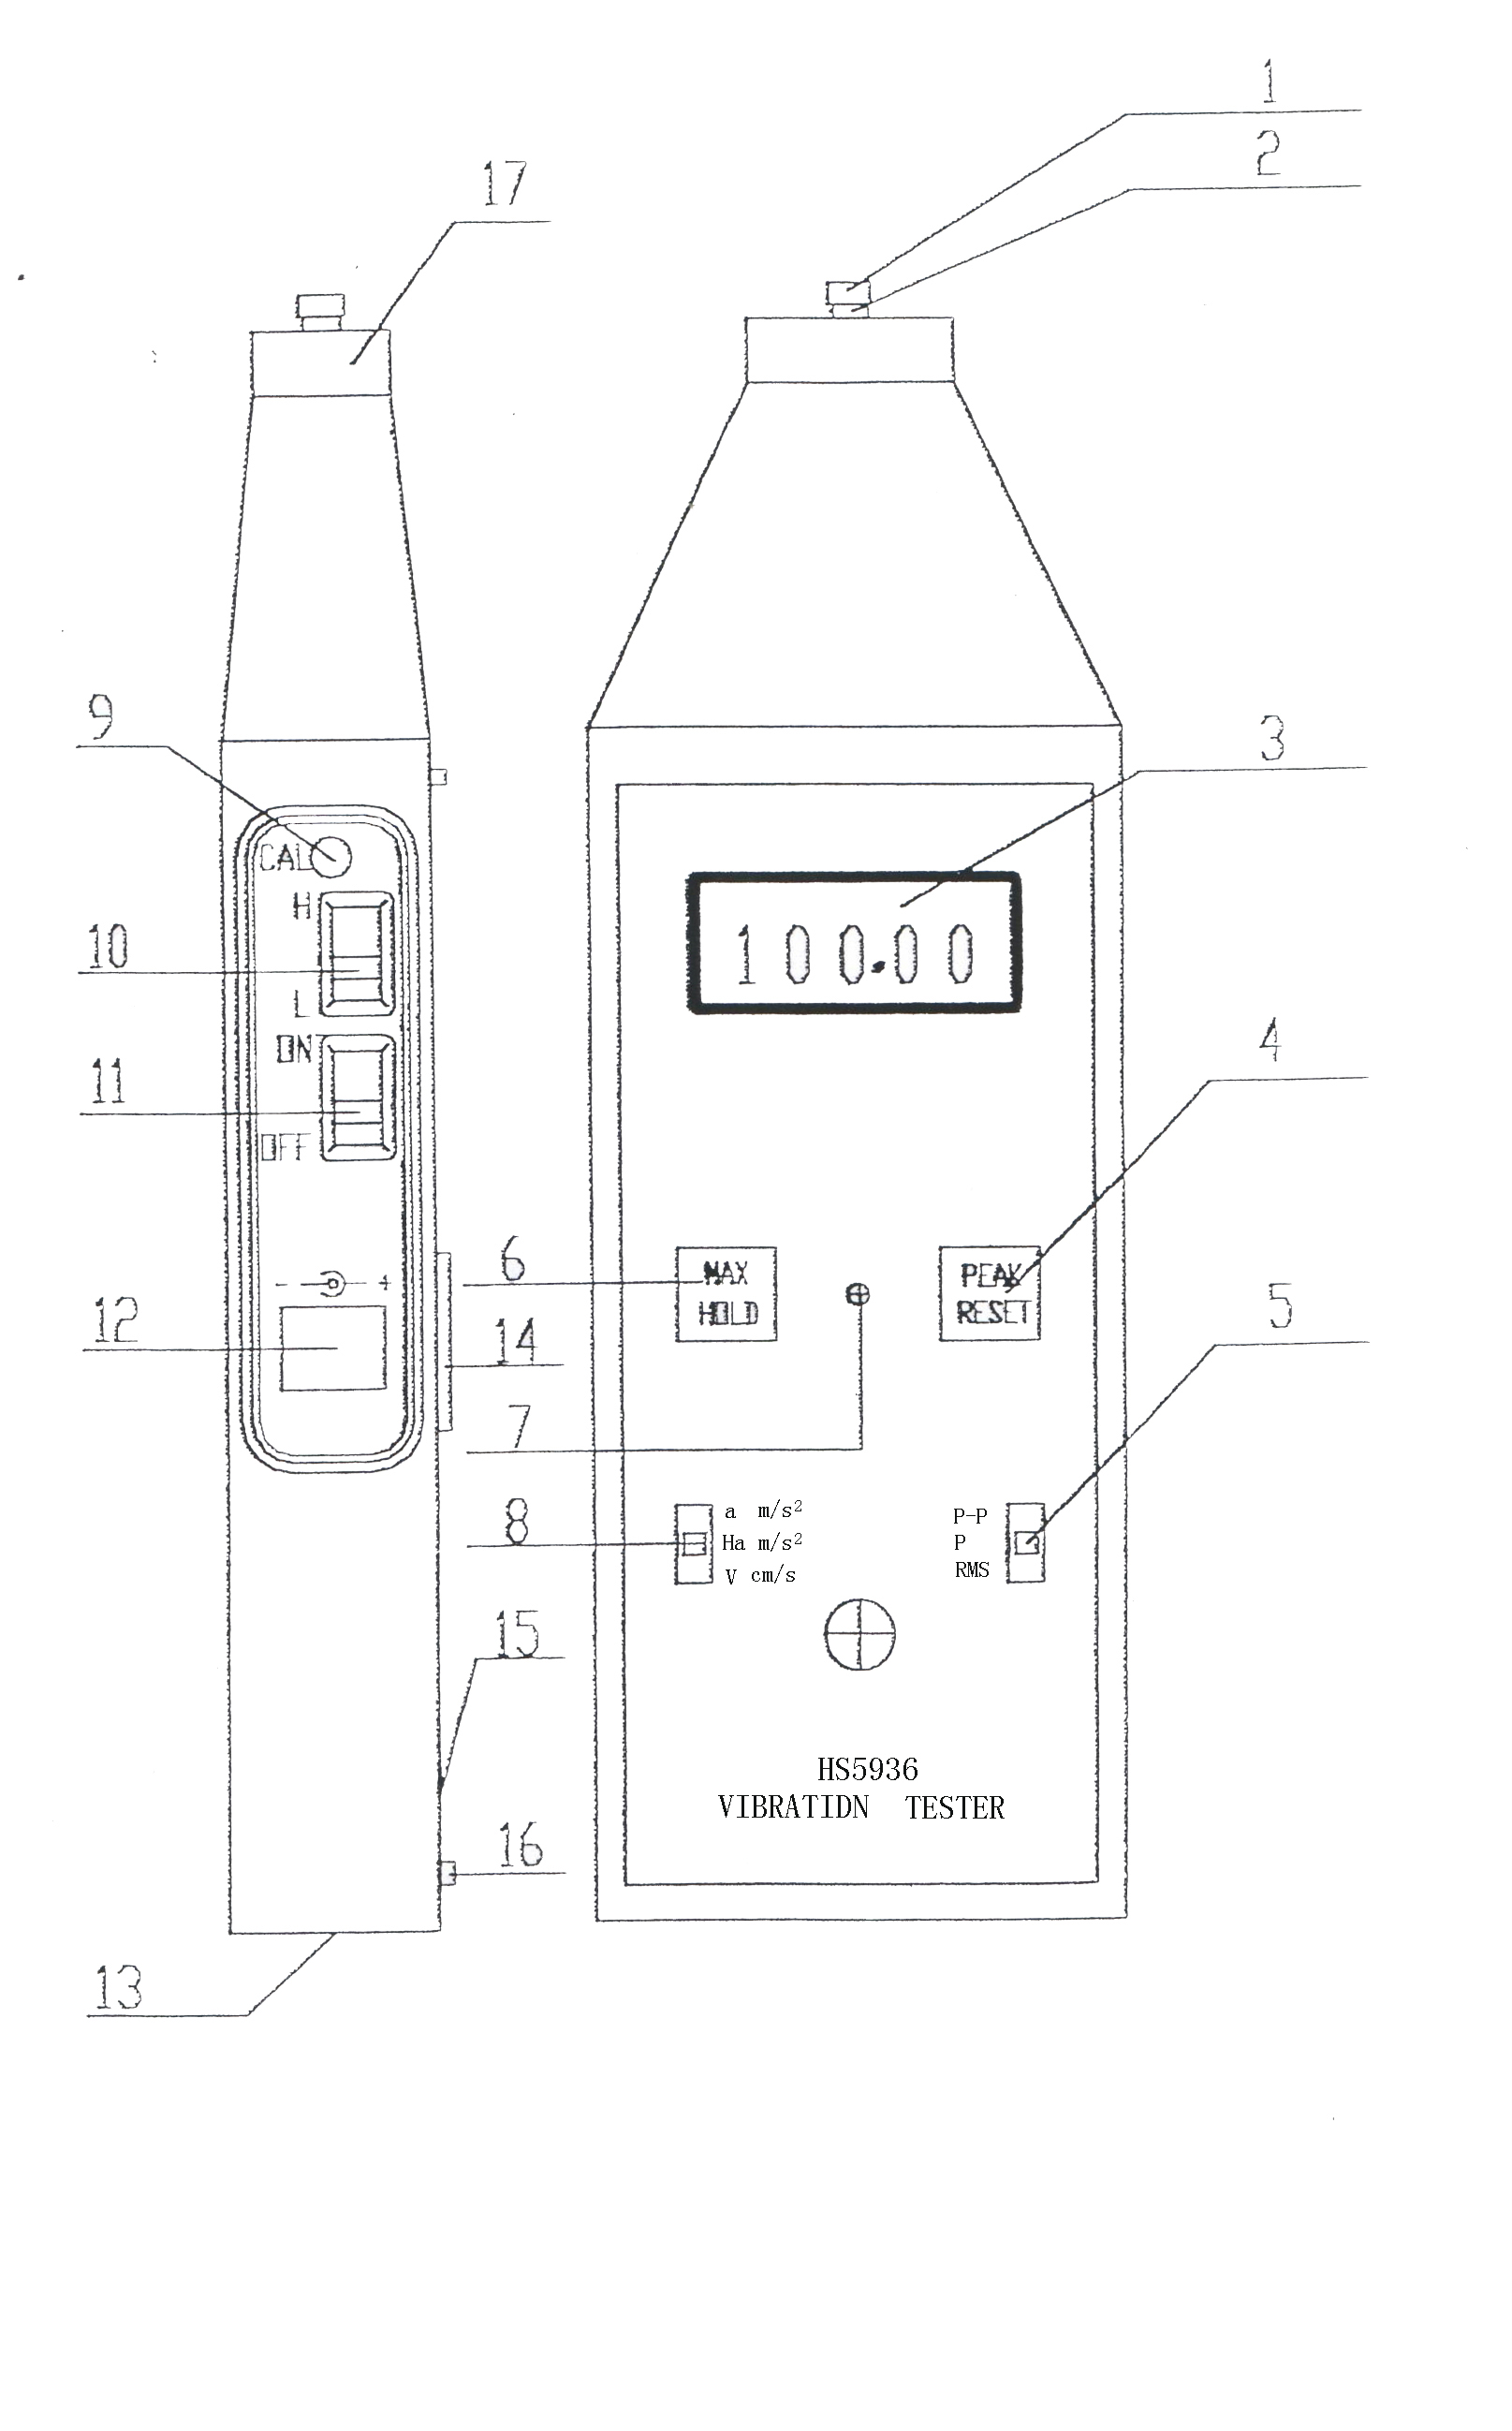 1
2
17
9
3
CAL
H
10
100.00
L
4
ON
11
OFF
6
MAX
HOLD
PEAK
RESET
- +
12
14
5
7
8
a m/s²
Ha m/s²
V cm/s
P-P
P
RMS
15
HS5936
VIBRATIDN TESTER
16
13